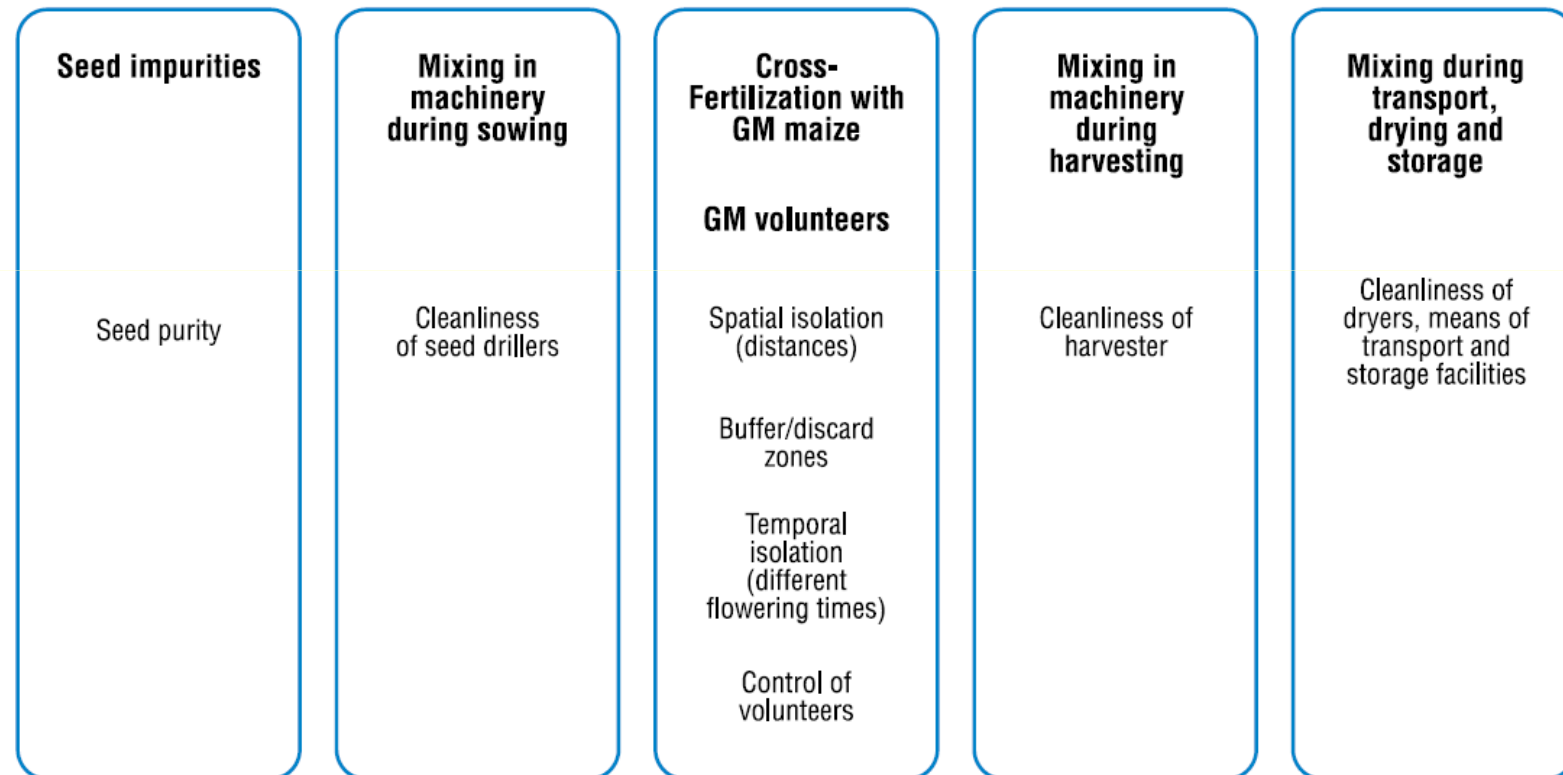 Seed impurities
Mixing in
machinery
during sowing
Cross-
Fertilization with
GM maize
GM volunteers
Mixing in
machinery
during
harvesting
Mixing during
transport,
drying and
storage
Seed purity
Cleanliness
of seed drillers
Spatial isolation
(distances)
Buffer/discard
zones
Temporal
isolation
(different
flowering times)
Control of
volunteers
Cleanliness of
harvester
Cleanliness of
dryers, means of
transport and
storage facilities